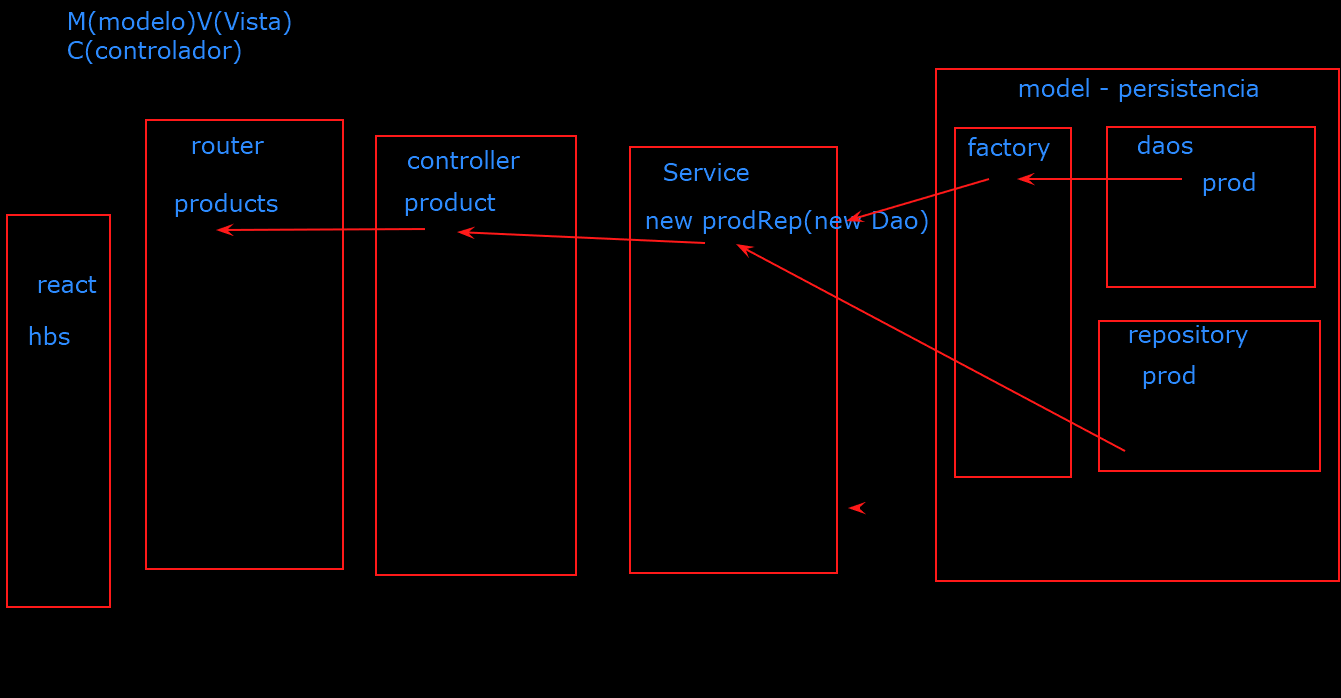 M(modelo)V(Vista)
C(controlador)
react
hbs
router
products
controller
product
Service
new prodRep(new Dao)
model - persistencia
factory
daos
prod
repository
prod